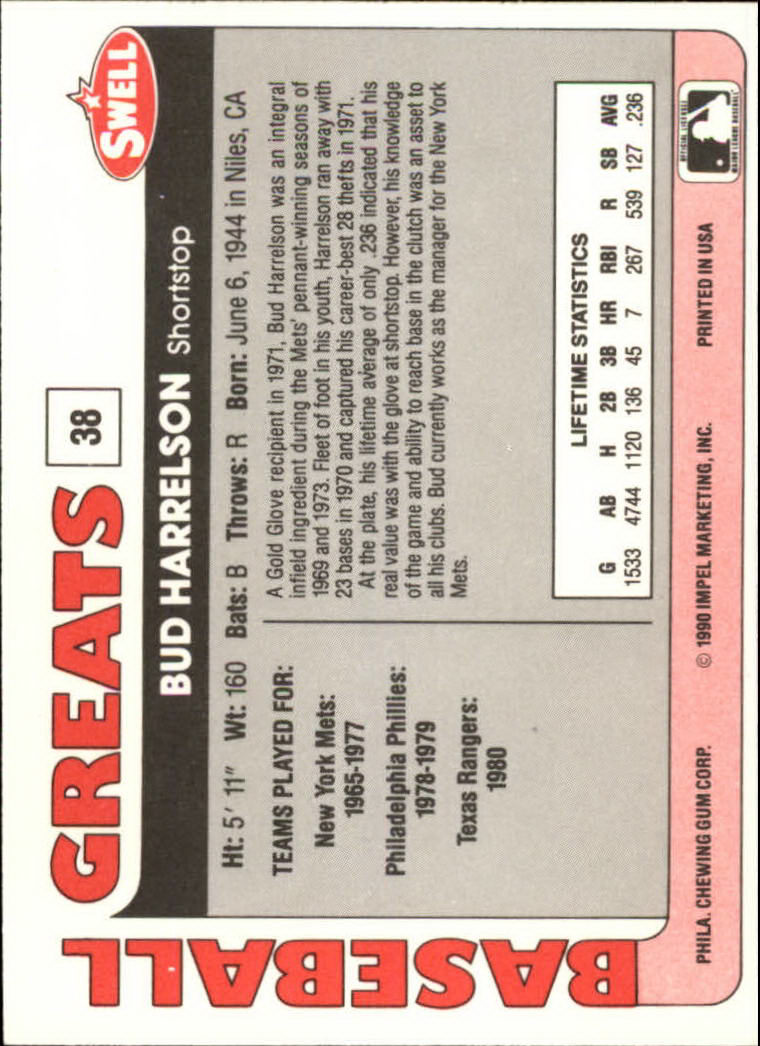 BASEBALL
GREATS
38
SWELL
BUD HARRELSON Shortstop
Ht: 5' 11" Wt: 160 Bats: B Throws: R Born: June 6, 1944 in Niles, CA
TEAMS PLAYED FOR:
New York Mets:
1965-1977
Philadelphia Phillies:
1978-1979
Texas Rangers:
1980
A Gold Glove recipient in 1971, Bud Harrelson was an integral
infield ingredient during the Mets' pennant-winning seasons of
1969 and 1973. Fleet of foot in his youth, Harrelson ran away with
23 bases in 1970 and captured his career-best 28 thefts in 1971.
At the plate, his lifetime average of only .236 indicated that his
real value was with the glove at shortstop. However, his knowledge
of the game and ability to reach base in the clutch was an asset to
all his clubs. Bud currently works as the manager for the New York
Mets.
LIFETIME STATISTICS
G AB H 2B 3B HR RBI R SB AVG
1533 4744 1120 136 45 7 267 539 127 .236
PHILA. CHEWING GUM CORP. © 1990 IMPEL MARKETING, INC. PRINTED IN USA
OFFICIAL LICENSEE
MAJOR LEAGUE BASEBALL